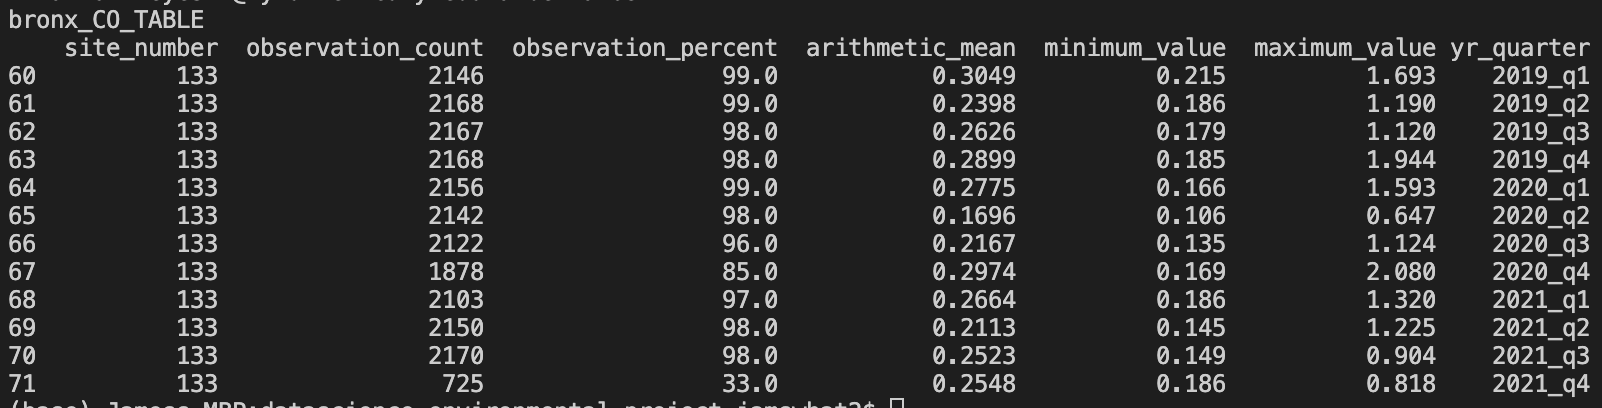 bronx_CO_TABLE
site_number observation_count observation_percent arithmetic_mean minimum_value maximum_value yr_quarter
60 133 2146 99.0 0.3049 0.215 1.693 2019_q1
61 133 2168 99.0 0.2398 0.186 1.190 2019_q2
62 133 2167 98.0 0.2626 0.179 1.120 2019_q3
63 133 2168 98.0 0.2899 0.185 1.944 2019_q4
64 133 2156 99.0 0.2775 0.166 1.593 2020_q1
65 133 2142 98.0 0.1696 0.106 0.647 2020_q2
66 133 2122 96.0 0.2167 0.135 1.124 2020_q3
67 133 1878 85.0 0.2974 0.169 2.080 2020_q4
68 133 2103 97.0 0.2664 0.186 1.320 2021_q1
69 133 2150 98.0 0.2113 0.145 1.225 2021_q2
70 133 2170 98.0 0.2523 0.149 0.904 2021_q3
71 133 725 33.0 0.2548 0.186 0.818 2021_q4